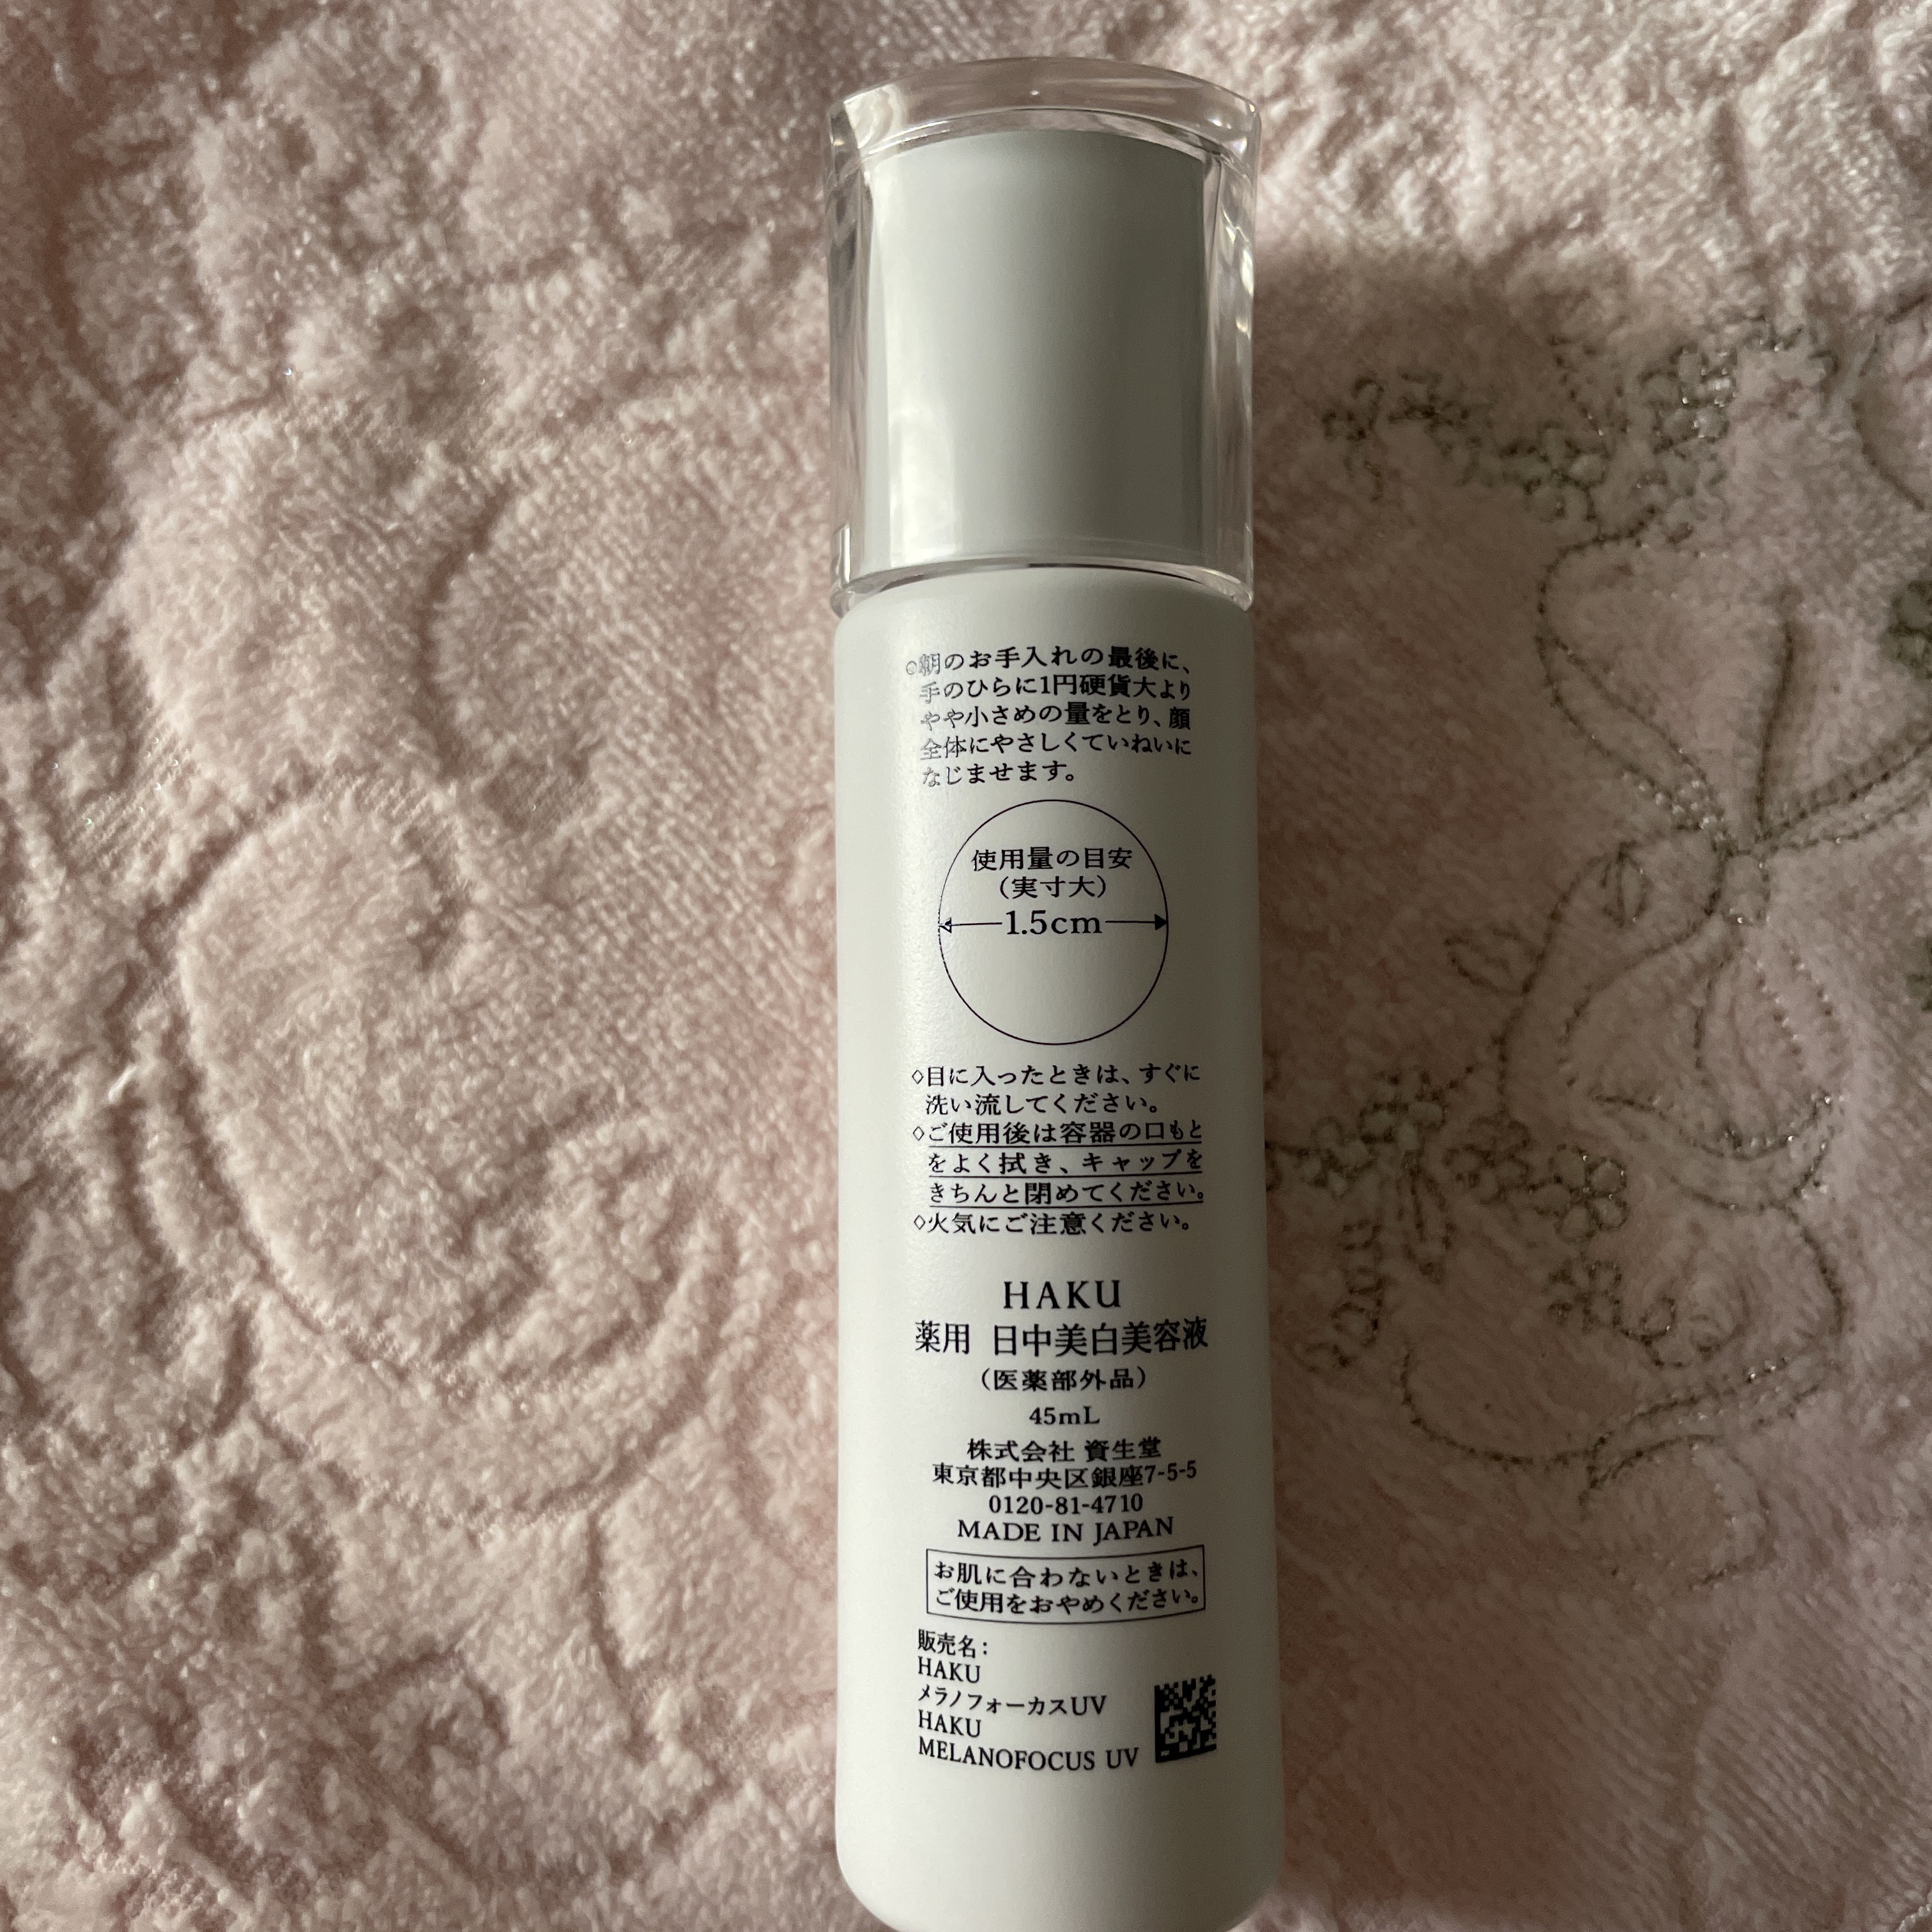 ○朝のお手入れの最後に、
手のひらに1円硬貨大より
やや小さめの量をとり、顔
全体にやさしくていねいに
なじませます。
使用量の目安
(実寸大)
1.5cm
◇目に入ったときは、すぐに
洗い流してください。
◇ご使用後は容器の口もと
をよく拭き、キャップを
きちんと閉めてください。
◇火気にご注意ください。
HAKU
薬用 日中美白美容液
(医薬部外品)
45mL
株式会社 資生堂
東京都中央区銀座7-5-5
0120-81-4710
MADE IN JAPAN
お肌に合わないときは、
ご使用をおやめください。
販売名:
HAKU
メラノフォーカスUV
HAKU
MELANOFOCUS UV